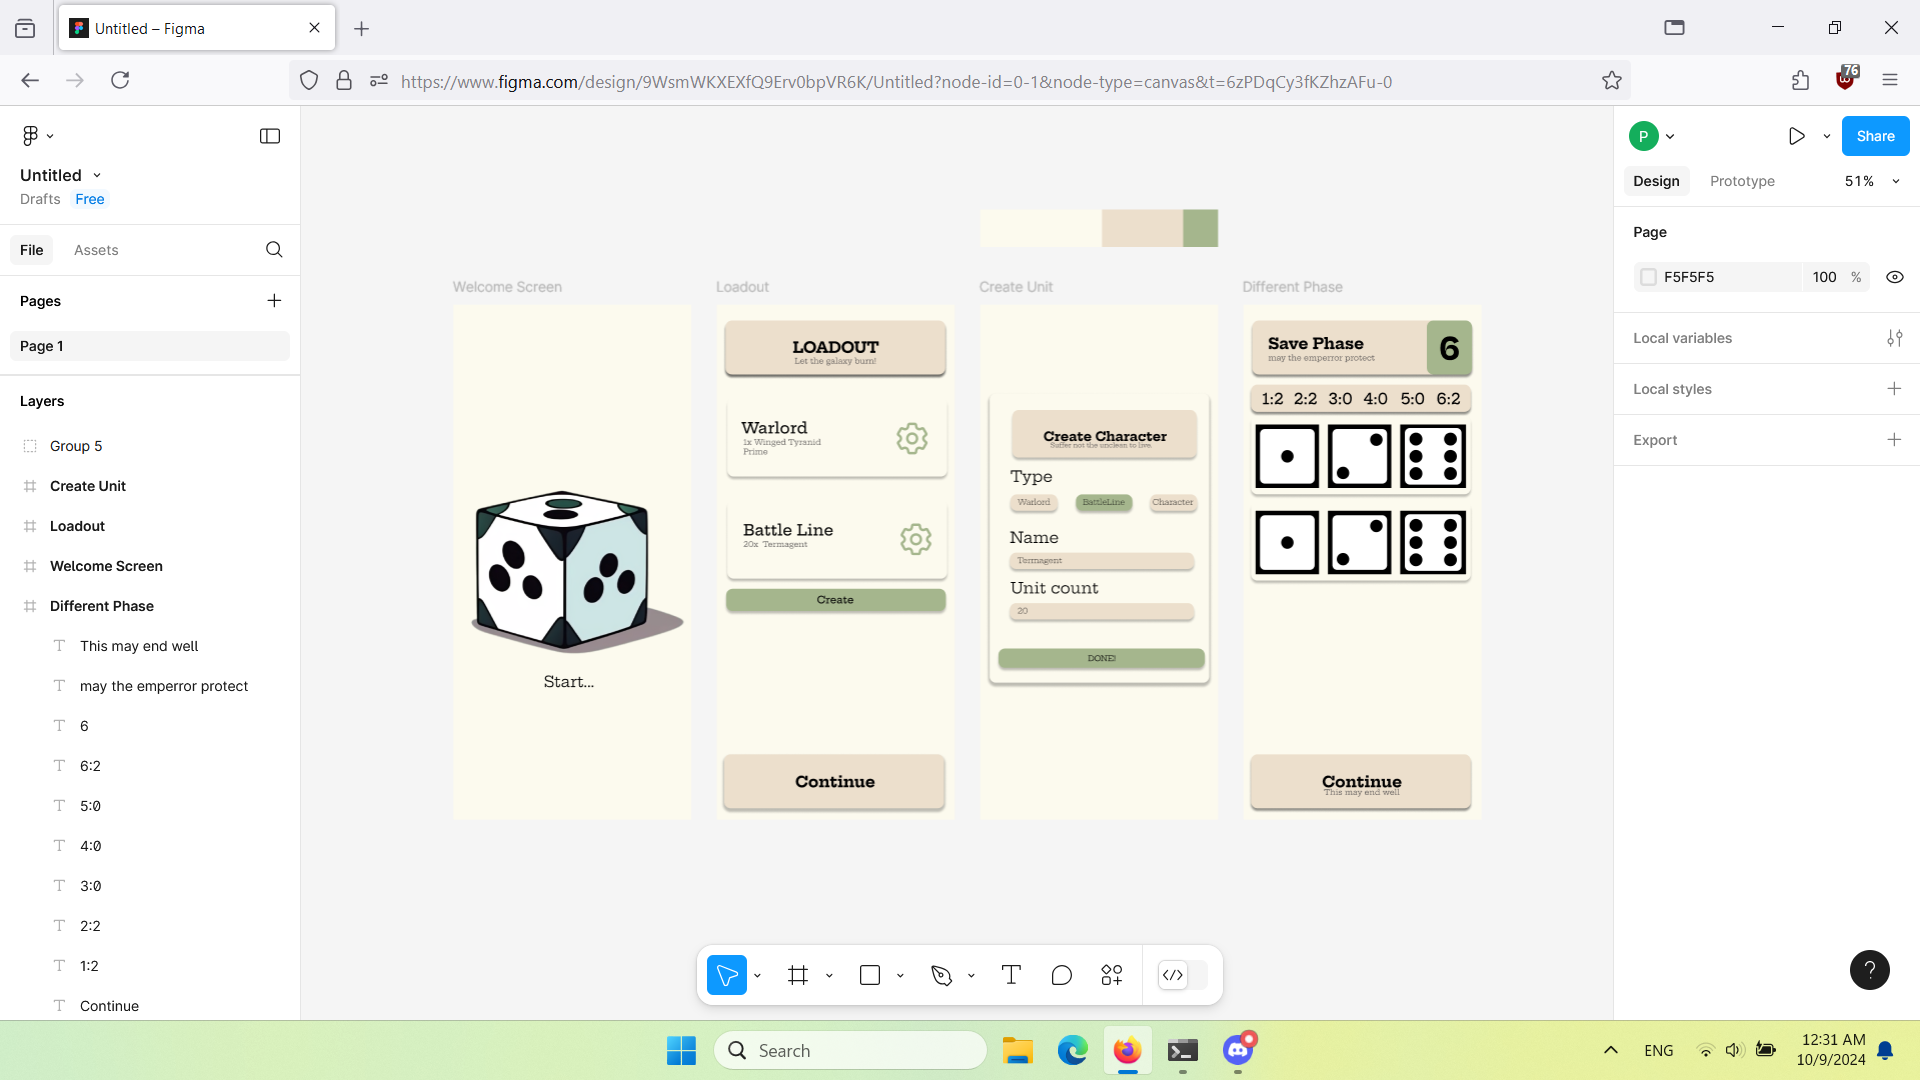 Untitled – Figma
https://www.figma.com/design/9WsmWKXEXfQ9Erv0bpVR6K/Untitled?node-id=0-1&node-type=canvas&t=6zPDqCy3fKZhzAFu-0
76
Untitled
Drafts Free
File Assets
Pages
Page 1
Layers
Group 5
Create Unit
Loadout
Welcome Screen
Different Phase
This may end well
may the emperror protect
6
6:2
5:0
4:0
3:0
2:2
1:2
Continue
Welcome Screen
Start...
Loadout
LOADOUT
Let the galaxy burn!
Warlord
1x Winged Tyranid
Prime
Battle Line
20x Termagent
Create
Continue
Create Unit
Create Character
Suffer not the unclean to live.
Type
Warlord BattleLine Character
Name
Termagent
Unit count
20
DONE!
Different Phase
Save Phase
may the emperror protect
6
1:2 2:2 3:0 4:0 5:0 6:2
Continue
This may end well
P
Share
Design Prototype 51%
Page
F5F5F5 100 %
Local variables
Local styles
Export
?
Search
ENG
12:31 AM
10/9/2024